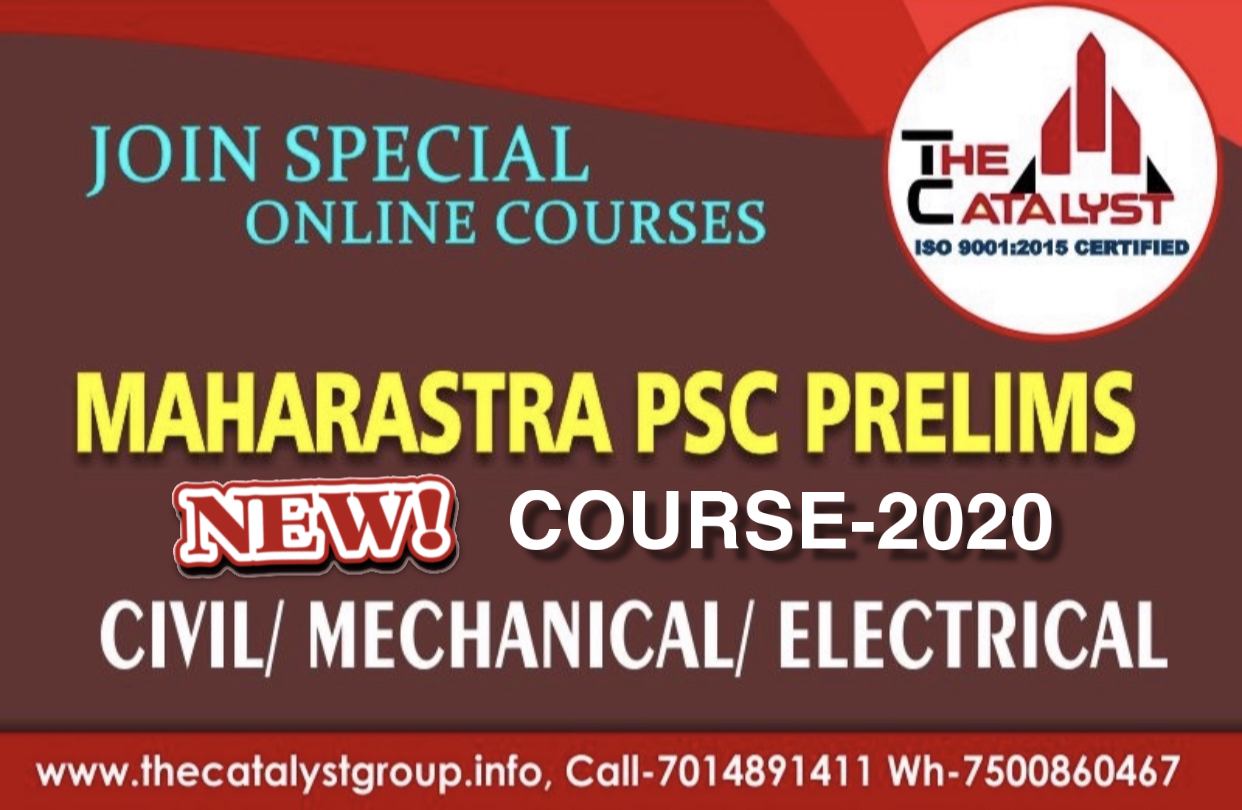 JOIN SPECIAL
ONLINE COURSES
THE
CATALYST
ISO 9001:2015 CERTIFIED
MAHARASTRA PSC PRELIMS
NEW! COURSE-2020
CIVIL/ MECHANICAL/ ELECTRICAL
www.thecatalystgroup.info, Call-7014891411 Wh-7500860467